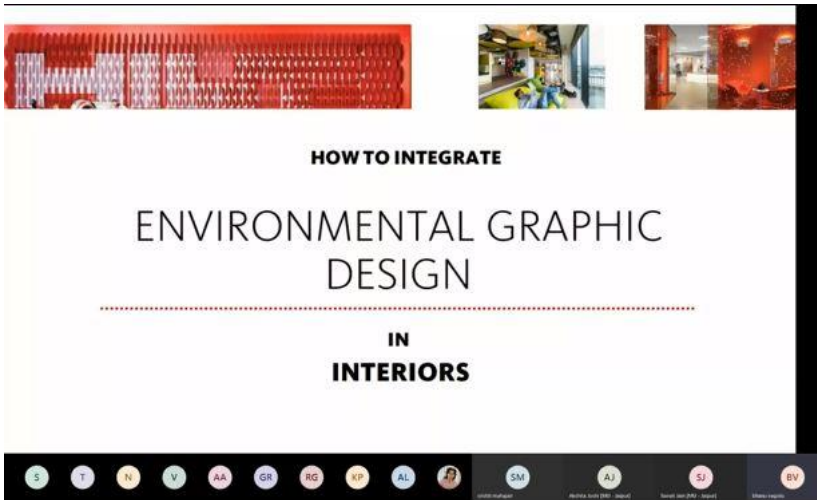 HOW TO INTEGRATE
ENVIRONMENTAL GRAPHIC
DESIGN
IN
INTERIORS
S T N V AA GR RG KP AL SM AJ SJ BV